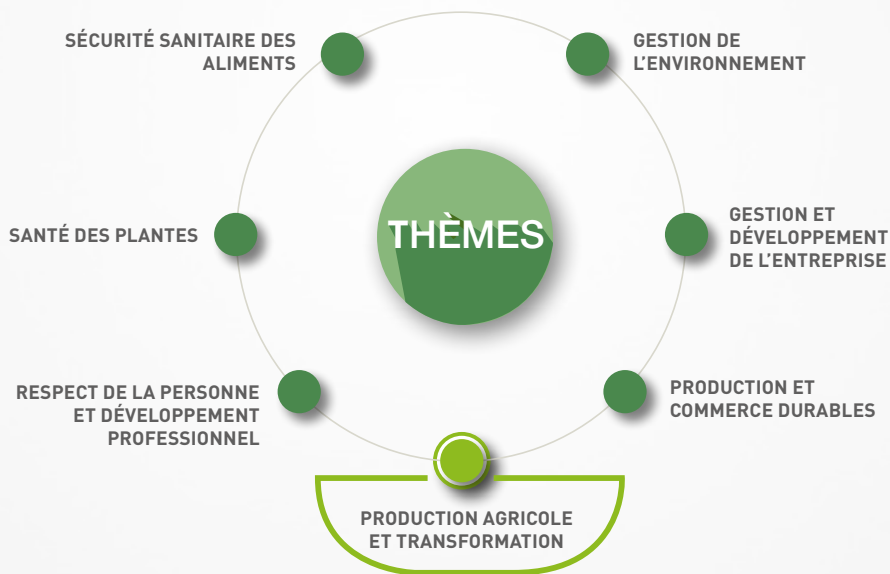 SÉCURITÉ SANITAIRE DES
ALIMENTS
GESTION DE
L'ENVIRONNEMENT
THÈMES
SANTÉ DES PLANTES
GESTION ET
DÉVELOPPEMENT
DE L'ENTREPRISE
RESPECT DE LA PERSONNE
ET DÉVELOPPEMENT
PROFESSIONNEL
PRODUCTION ET
COMMERCE DURABLES
PRODUCTION AGRICOLE
ET TRANSFORMATION